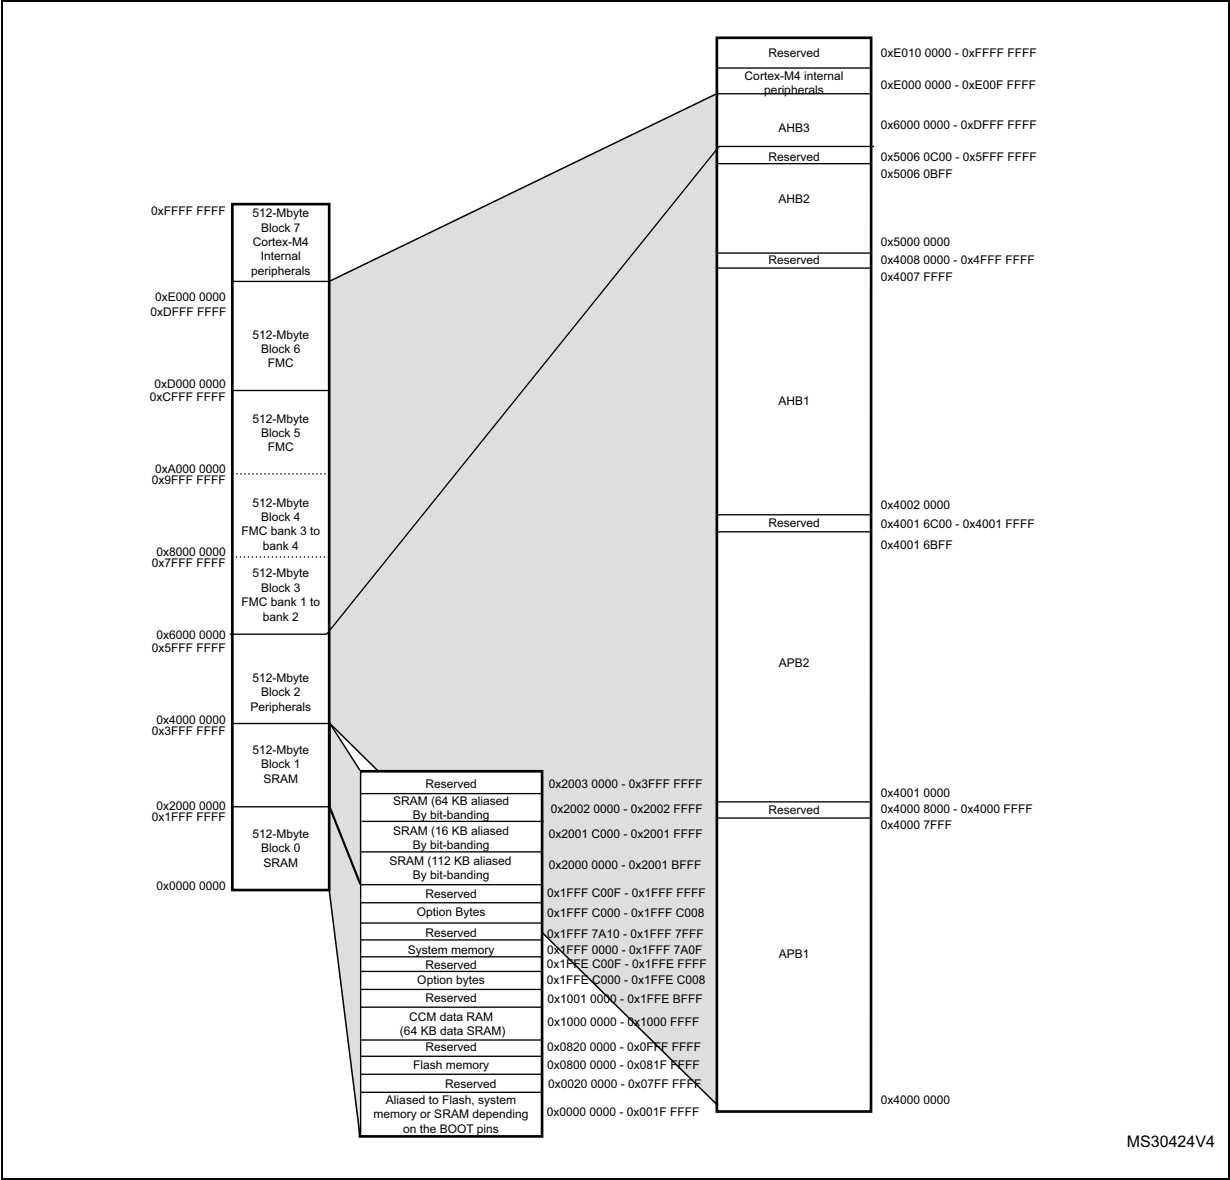 0xFFFF FFFF
512-Mbyte
Block 7
Cortex-M4
Internal
peripherals
0xE000 0000
0xDFFF FFFF
512-Mbyte
Block 6
FMC
0xD000 0000
0xCFFF FFFF
512-Mbyte
Block 5
FMC
0xA000 0000
0x9FFF FFFF
512-Mbyte
Block 4
FMC bank 3 to
bank 4
0x8000 0000
0x7FFF FFFF
512-Mbyte
Block 3
FMC bank 1 to
bank 2
0x6000 0000
0x5FFF FFFF
512-Mbyte
Block 2
Peripherals
0x4000 0000
0x3FFF FFFF
512-Mbyte
Block 1
SRAM
0x2000 0000
0x1FFF FFFF
512-Mbyte
Block 0
SRAM
0x0000 0000
Reserved 0x2003 0000 - 0x3FFF FFFF
SRAM (64 KB aliased
By bit-banding
0x2002 0000 - 0x2002 FFFF
SRAM (16 KB aliased
By bit-banding
0x2001 C000 - 0x2001 FFFF
SRAM (112 KB aliased
By bit-banding
0x2000 0000 - 0x2001 BFFF
Reserved 0x1FFF C00F - 0x1FFF FFFF
Option Bytes 0x1FFF C000 - 0x1FFF C008
Reserved 0x1FFF 7A10 - 0x1FFF 7FFF
System memory 0x1FFF 0000 - 0x1FFF 7A0F
Reserved 0x1FFE C00F - 0x1FFE FFFF
Option bytes 0x1FFE C000 - 0x1FFE C008
Reserved 0x1001 0000 - 0x1FFE BFFF
CCM data RAM
(64 KB data SRAM)
0x1000 0000 - 0x1000 FFFF
Reserved 0x0820 0000 - 0x0FFF FFFF
Flash memory 0x0800 0000 - 0x081F FFFF
Reserved 0x0020 0000 - 0x07FF FFFF
Aliased to Flash, system
memory or SRAM depending
on the BOOT pins
0x0000 0000 - 0x001F FFFF
Reserved 0xE010 0000 - 0xFFFF FFFF
Cortex-M4 internal
peripherals
0xE000 0000 - 0xE00F FFFF
AHB3 0x6000 0000 - 0xDFFF FFFF
Reserved 0x5006 0C00 - 0x5FFF FFFF
0x5006 0BFF
AHB2
0x5000 0000
Reserved 0x4008 0000 - 0x4FFF FFFF
0x4007 FFFF
AHB1
0x4002 0000
Reserved 0x4001 6C00 - 0x4001 FFFF
0x4001 6BFF
APB2
0x4001 0000
Reserved 0x4000 8000 - 0x4000 FFFF
0x4000 7FFF
APB1
0x4000 0000
MS30424V4